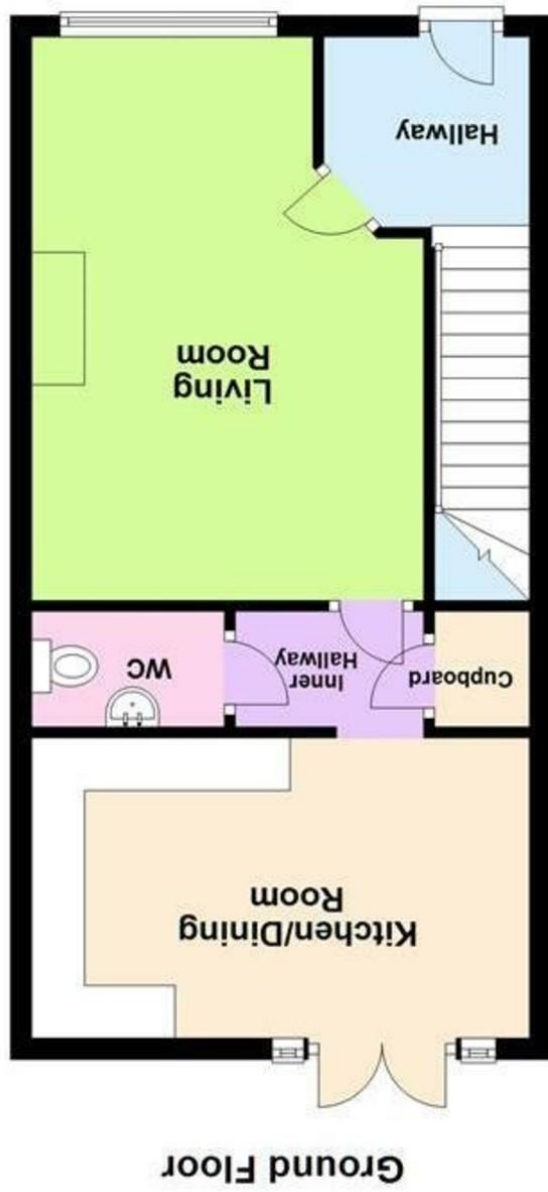 Ground Floor
Kitchen/Dining
Room
Cupboard
Inner
Hallway
WC
Living
Room
Hallway